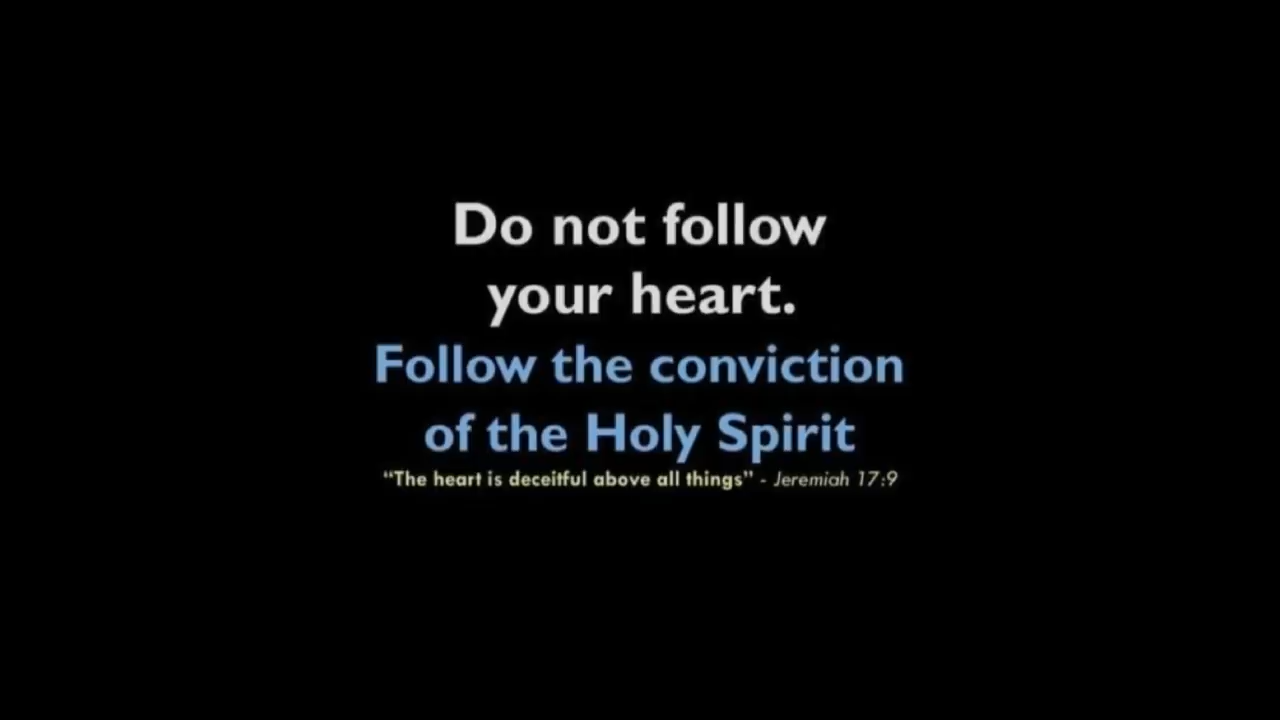 Do not follow
your heart.
Follow the conviction
of the Holy Spirit
“The heart is deceitful above all things” - Jeremiah 17:9